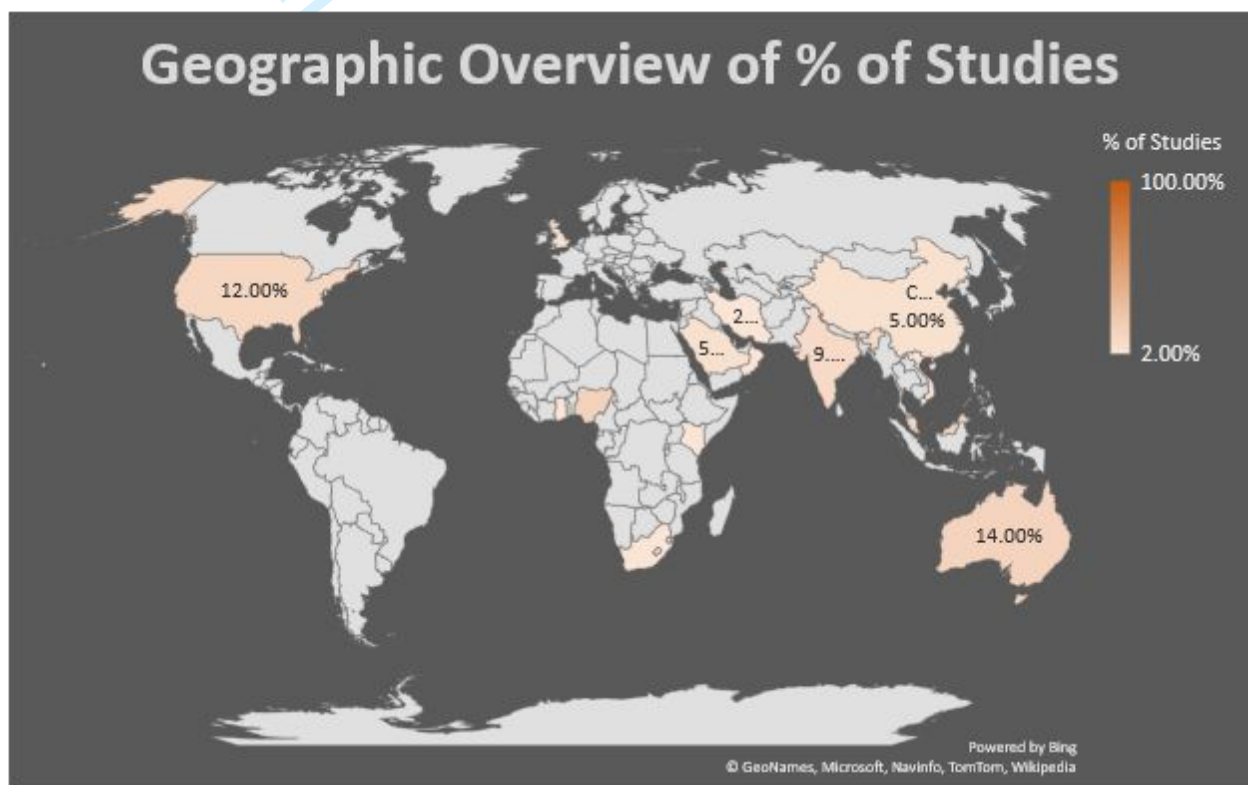 Geographic Overview of % of Studies
% of Studies
100.00%
2.00%
12.00%
C...
5.00%
2...
5...
9....
14.00%
Powered by Bing
© GeoNames, Microsoft, NavInfo, TomTom, Wikipedia